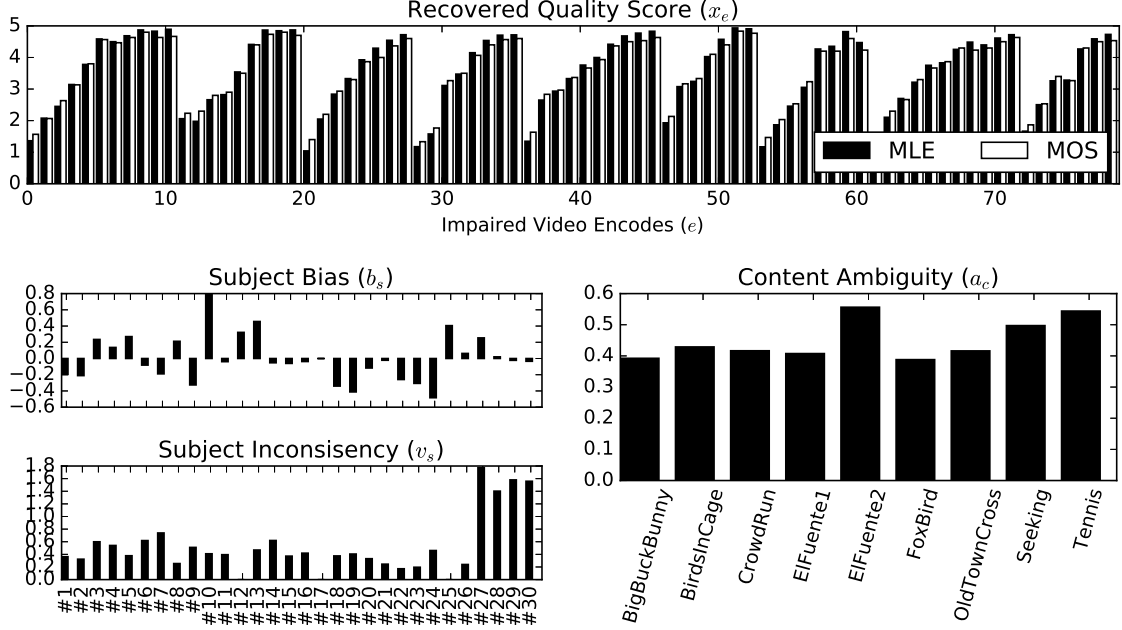 Recovered Quality Score (x_e)
5
4
3
2
1
0
0 10 20 30 40 50 60 70
MLE MOS
Impaired Video Encodes (e)
Subject Bias (b_s)
0.8
0.6
0.4
0.2
0.0
−0.2
−0.4
−0.6
Subject Inconsisency (v_s)
1.8
1.6
1.4
1.2
1.0
0.8
0.6
0.4
0.2
0.0
#1 #2 #3 #4 #5 #6 #7 #8 #9 #10 #11 #12 #13 #14 #15 #16 #17 #18 #19 #20 #21 #22 #23 #24 #25 #26 #27 #28 #29 #30
Content Ambiguity (a_c)
0.6
0.5
0.4
0.3
0.2
0.1
0.0
BigBuckBunny
BirdsInCage
CrowdRun
ElFuente1
ElFuente2
FoxBird
OldTownCross
Seeking
Tennis